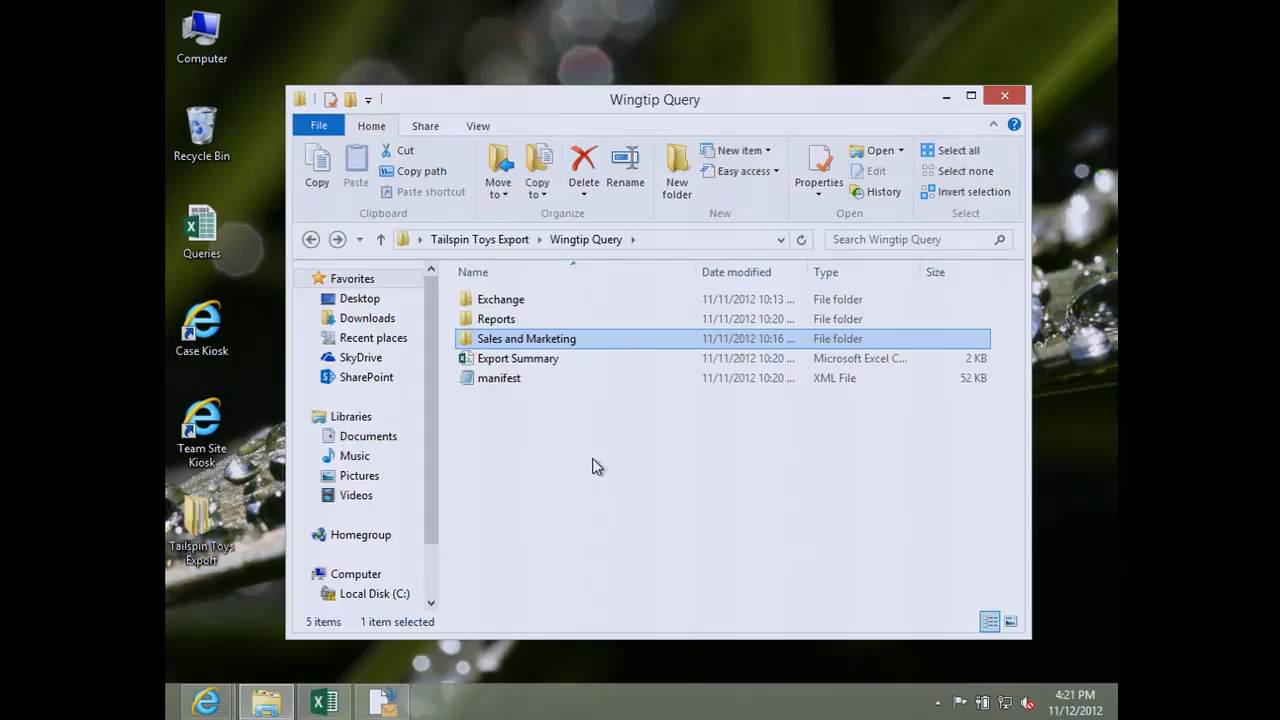 Computer
Recycle Bin
Queries
Case Kiosk
Team Site
Kiosk
Tailspin Toys
Export
Wingtip Query
File
Home
Share
View
Copy
Paste
Cut
Copy path
Paste shortcut
Clipboard
Move
to
Copy
to
Delete
Rename
Organize
New
folder
New item
Easy access
New
Properties
Open
Edit
History
Open
Select all
Select none
Invert selection
Select
Tailspin Toys Export
Wingtip Query
Search Wingtip Query
Favorites
Desktop
Downloads
Recent places
SkyDrive
SharePoint
Libraries
Documents
Music
Pictures
Videos
Homegroup
Computer
Local Disk (C:)
Name Date modified Type Size
Exchange 11/11/2012 10:13 ... File folder
Reports 11/11/2012 10:20 ... File folder
Sales and Marketing 11/11/2012 10:16 ... File folder
Export Summary 11/11/2012 10:20 ... Microsoft Excel C... 2 KB
manifest 11/11/2012 10:20 ... XML File 52 KB
5 items 1 item selected
4:21 PM
11/12/2012